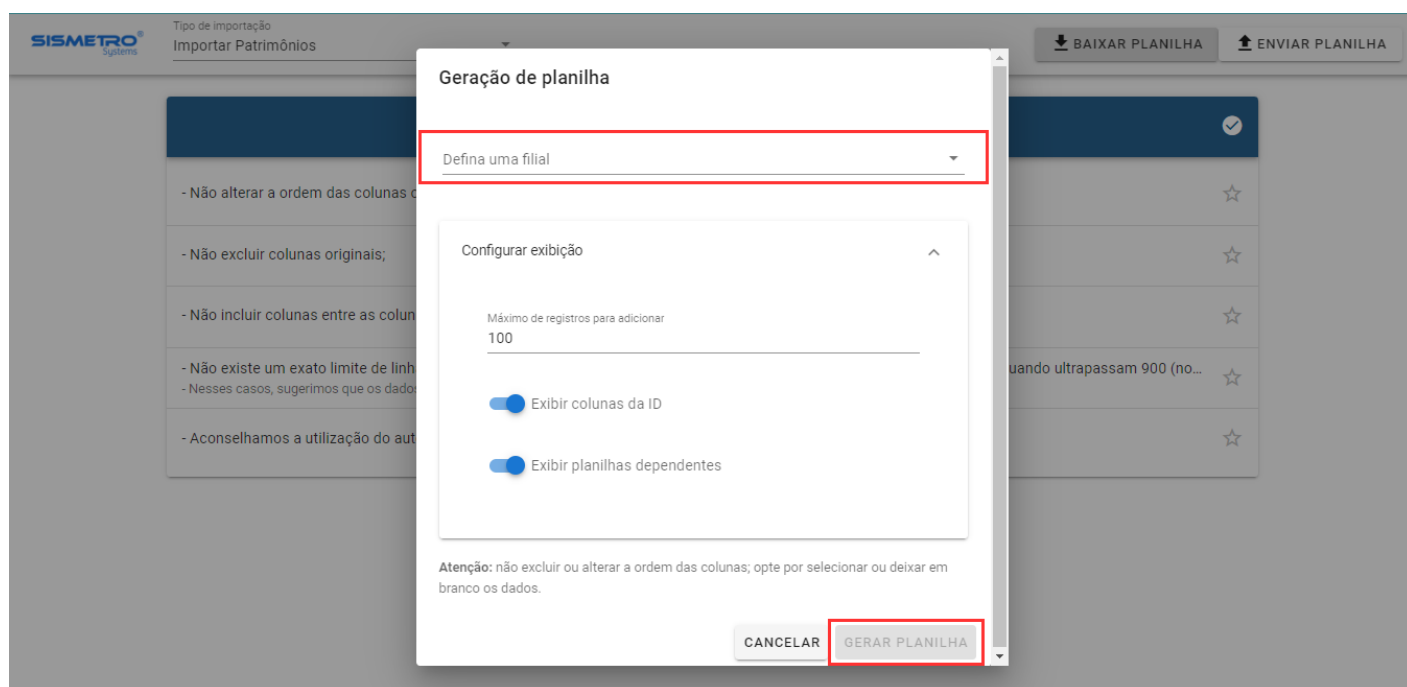 SISMETRO®
Systems
Tipo de importação
Importar Patrimônios
BAIXAR PLANILHA
ENVIAR PLANILHA
Geração de planilha
Defina uma filial
- Não alterar a ordem das colunas
- Não excluir colunas originais;
Configurar exibição
- Não incluir colunas entre as colun
Máximo de registros para adicionar
100
- Não existe um exato limite de linh
uando ultrapassam 900 (no...
- Nesses casos, sugerimos que os dado
Exibir colunas da ID
- Aconselhamos a utilização do aut
Exibir planilhas dependentes
Atenção: não excluir ou alterar a ordem das colunas; opte por selecionar ou deixar em
branco os dados.
CANCELAR
GERAR PLANILHA